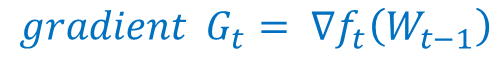 gradient G_t = ∇f_t(W_{t−1})